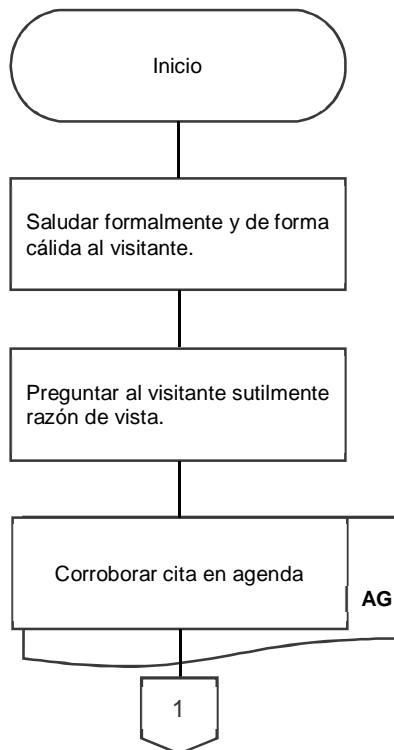 Inicio
Saludar formalmente y de forma
cálida al visitante.
Preguntar al visitante sutilmente
razón de vista.
Corroborar cita en agenda
AG
1